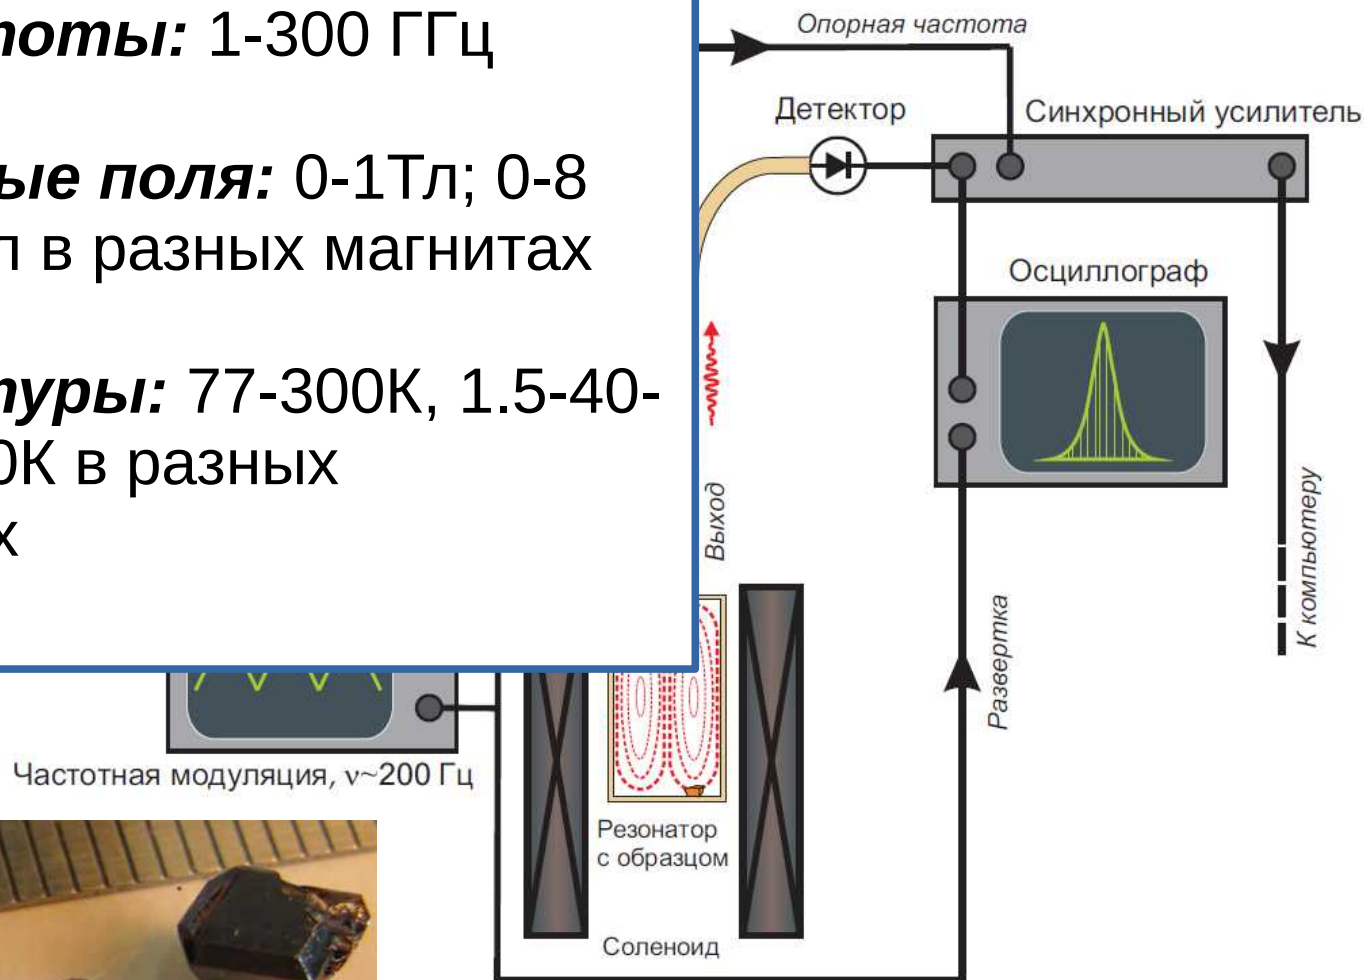 тоты: 1-300 ГГц
ые поля: 0-1Тл; 0-8
п в разных магнитах
туры: 77-300К, 1.5-40-
0К в разных
х
Опорная частота
Детектор
Синхронный усилитель
Осциллограф
Выход
Развертка
К компьютеру
Частотная модуляция, ν~200 Гц
Резонатор
с образцом
Соленоид